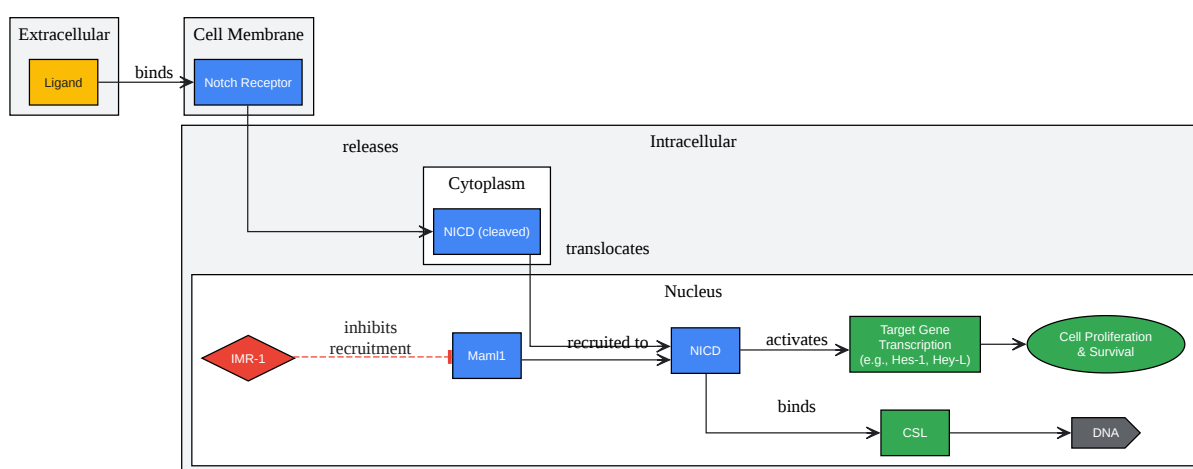 Extracellular
Cell Membrane
Ligand
binds
Notch Receptor
Intracellular
releases
Cytoplasm
NICD (cleaved)
translocates
Nucleus
IMR-1
inhibits
recruitment
Maml1
recruited to
NICD
activates
Target Gene
Transcription
(e.g., Hes-1, Hey-L)
Cell Proliferation
& Survival
binds
CSL
DNA